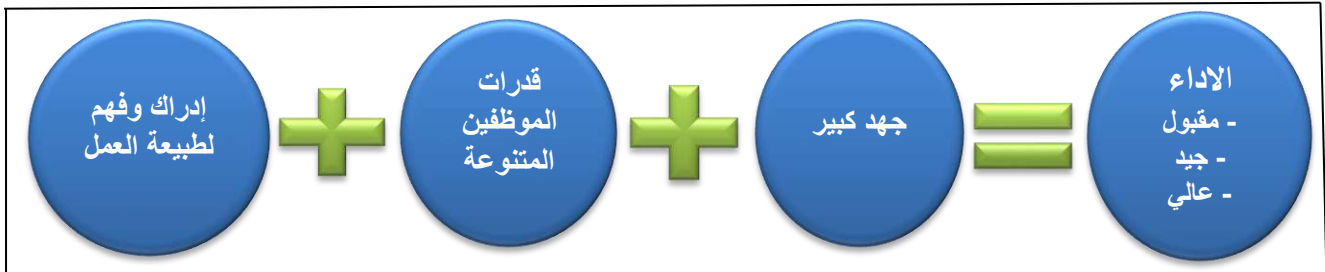 إدراك وفهم
لطبيعة العمل
قدرات
الموظفين
المتنوعة
جهد كبير
الاداء
- مقبول
- جيد
- عالي